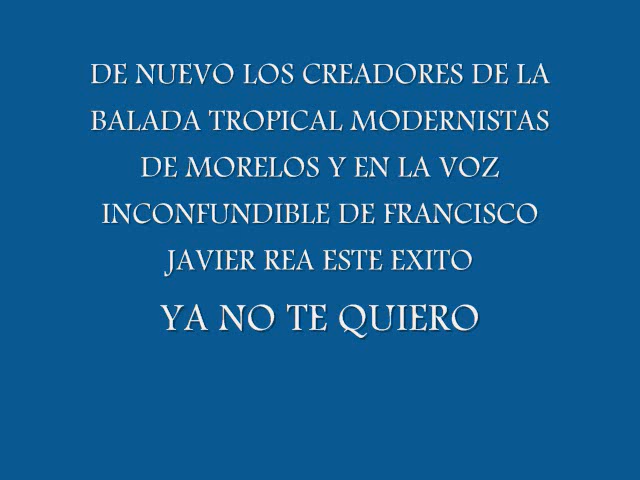 DE NUEVO LOS CREADORES DE LA
BALADA TROPICAL MODERNISTAS
DE MORELOS Y EN LA VOZ
INCONFUNDIBLE DE FRANCISCO
JAVIER REA ESTE EXITO
YA NO TE QUIERO